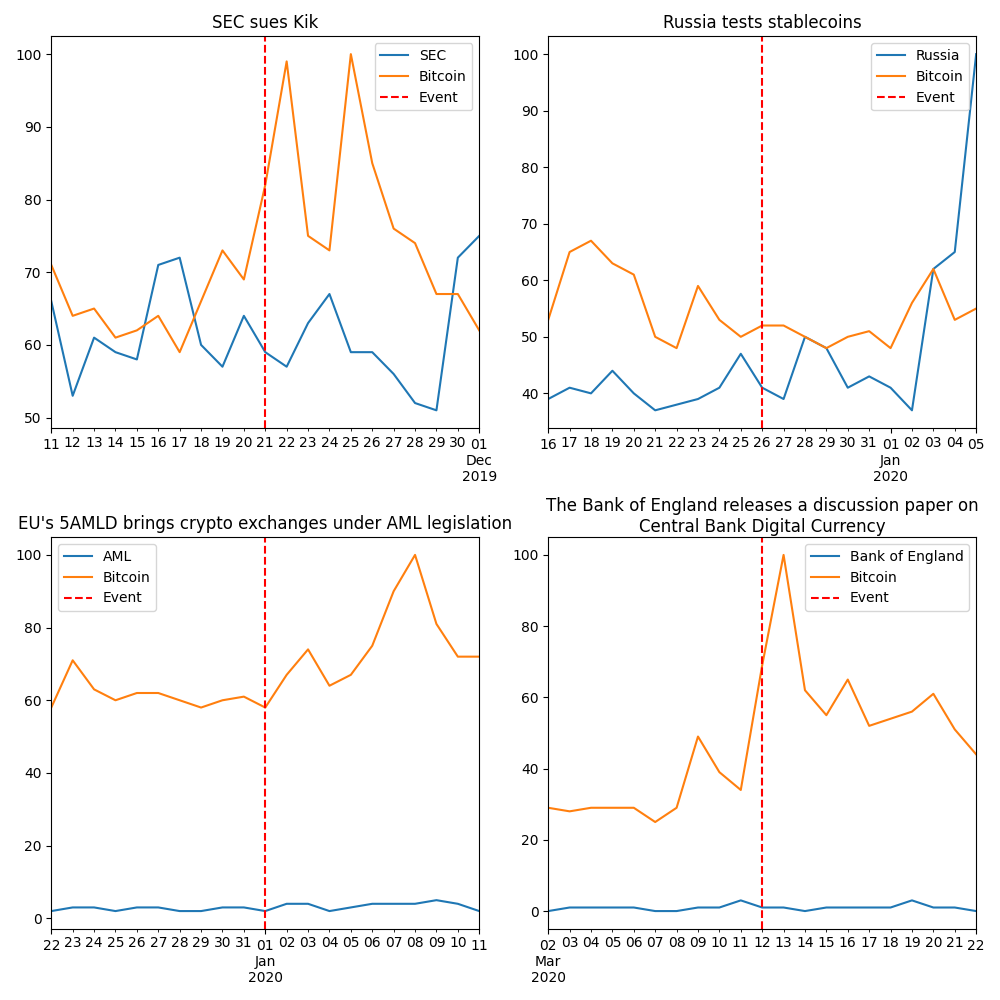 SEC sues Kik
100
90
80
70
60
50
SEC
Bitcoin
Event
11 12 13 14 15 16 17 18 19 20 21 22 23 24 25 26 27 28 29 30 01
Dec
2019
Russia tests stablecoins
100
90
80
70
60
50
40
Russia
Bitcoin
Event
16 17 18 19 20 21 22 23 24 25 26 27 28 29 30 31 01 02 03 04 05
Jan
2020
EU's 5AMLD brings crypto exchanges under AML legislation
100
80
60
40
20
0
AML
Bitcoin
Event
22 23 24 25 26 27 28 29 30 31 01 02 03 04 05 06 07 08 09 10 11
Jan
2020
The Bank of England releases a discussion paper on
Central Bank Digital Currency
100
80
60
40
20
0
Bank of England
Bitcoin
Event
02 03 04 05 06 07 08 09 10 11 12 13 14 15 16 17 18 19 20 21 22
Mar
2020